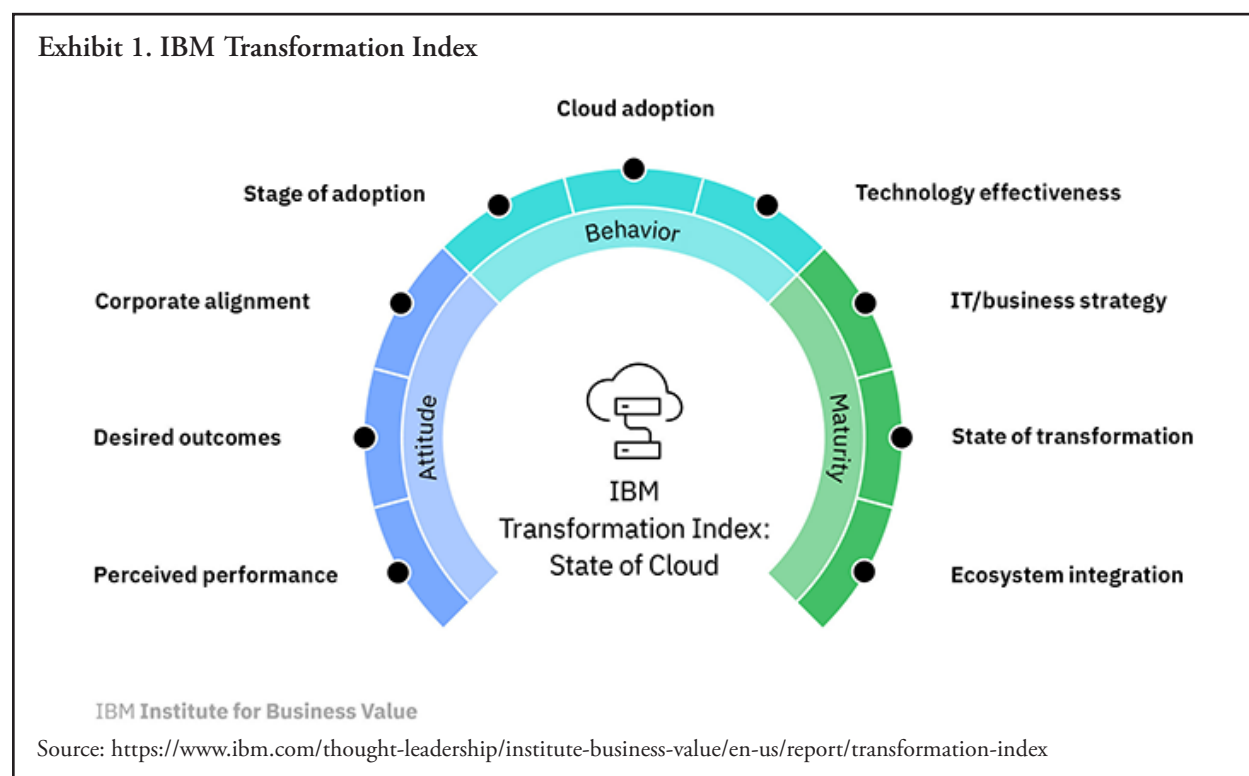 Exhibit 1. IBM Transformation Index
Cloud adoption
Stage of adoption
Technology effectiveness
Behavior
Corporate alignment
IT/business strategy
Desired outcomes
Attitude
Maturity
State of transformation
IBM
Transformation Index:
State of Cloud
Perceived performance
Ecosystem integration
IBM Institute for Business Value
Source: https://www.ibm.com/thought-leadership/institute-business-value/en-us/report/transformation-index